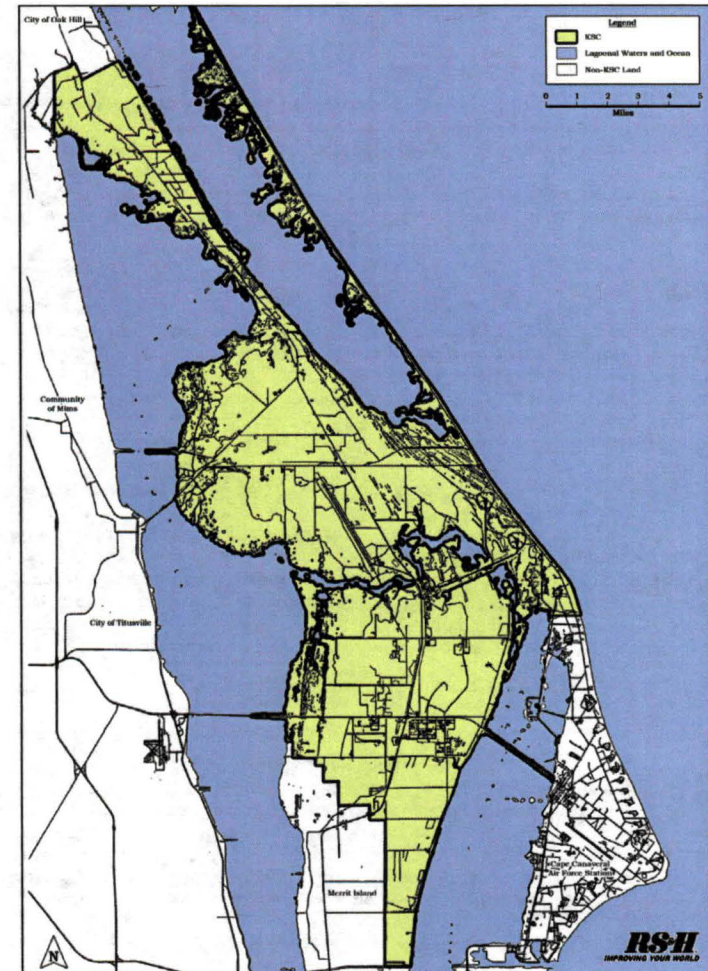 City of Oak Hill
Legend
KSC
Lagoonal Waters and Ocean
Non-KSC Land
0 1 2 3 4 5
Miles
Community
of Mims
City of Titusville
Merrit Island
Cape Canaveral
Air Force Station
N
RS&H
IMPROVING YOUR WORLD